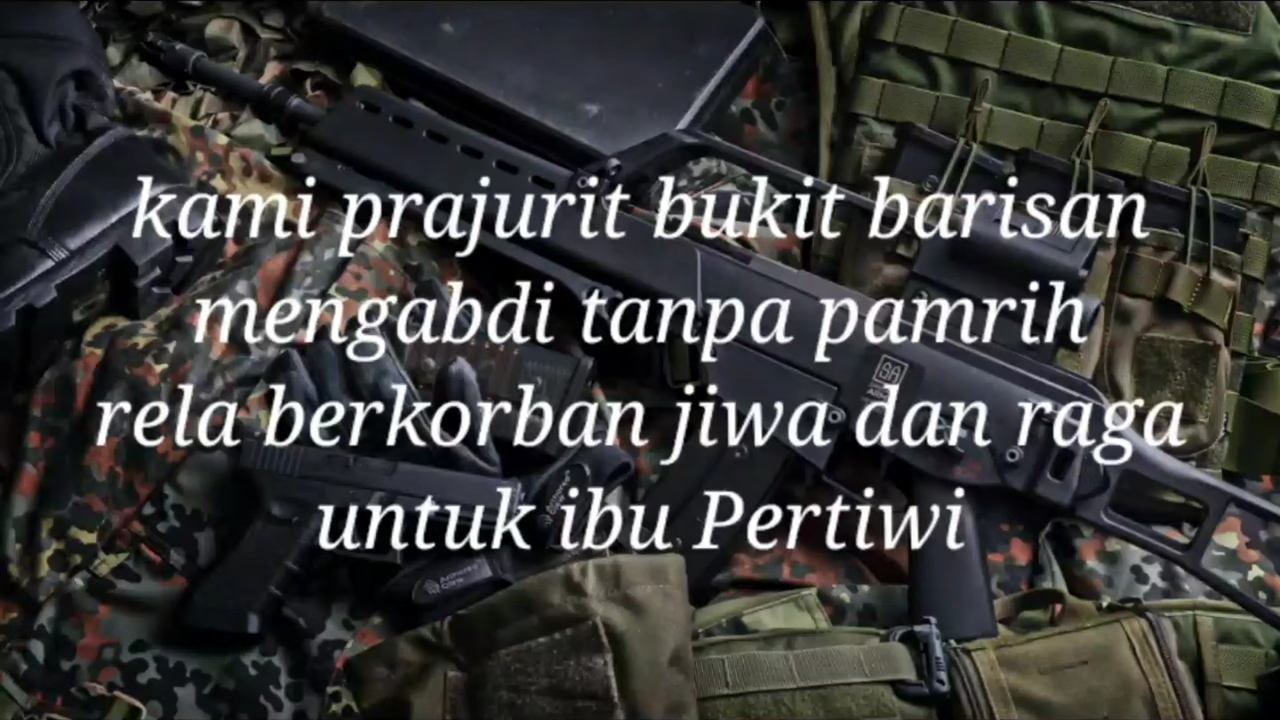 kami prajurit bukit barisan
mengabdi tanpa pamrih
rela berkorban jiwa dan raga
untuk ibu Pertiwi